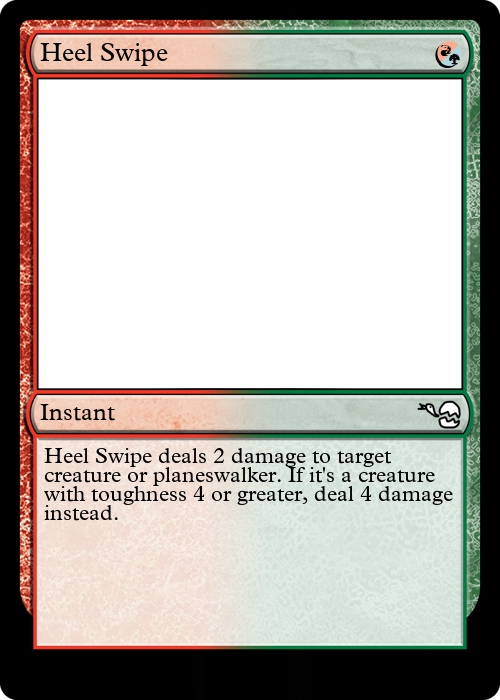 Heel Swipe
Instant
Heel Swipe deals 2 damage to target
creature or planeswalker. If it's a creature
with toughness 4 or greater, deal 4 damage
instead.